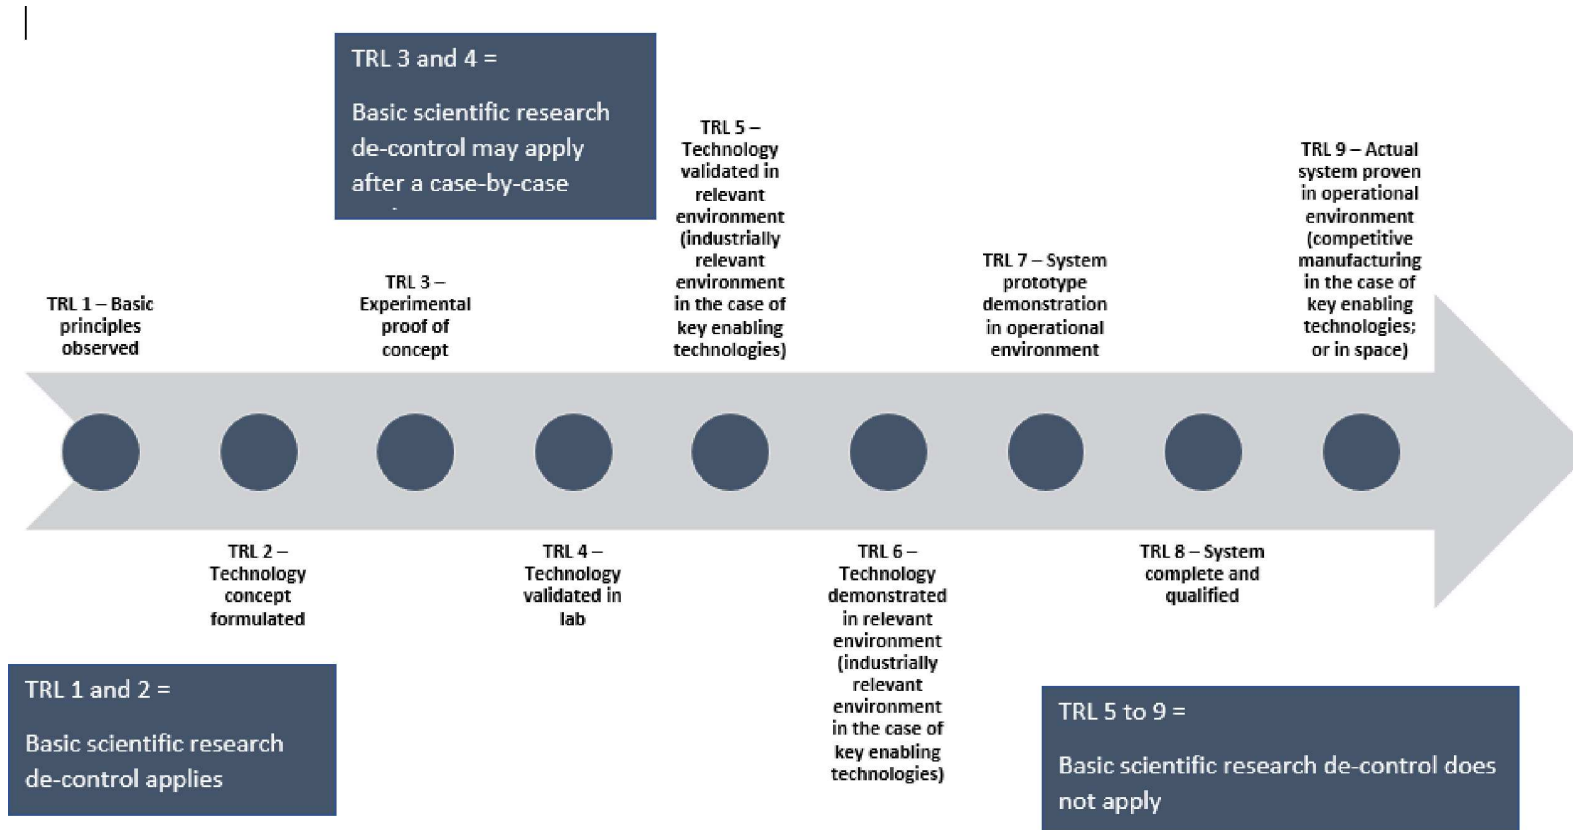 TRL 3 and 4 =
Basic scientific research
de-control may apply
after a case-by-case
TRL 1 – Basic
principles
observed
TRL 3 –
Experimental
proof of
concept
TRL 5 –
Technology
validated in
relevant
environment
(industrially
relevant
environment
in the case of
key enabling
technologies)
TRL 7 – System
prototype
demonstration
in operational
environment
TRL 9 – Actual
system proven
in operational
environment
(competitive
manufacturing
in the case of
key enabling
technologies;
or in space)
TRL 2 –
Technology
concept
formulated
TRL 4 –
Technology
validated in
lab
TRL 6 –
Technology
demonstrated
in relevant
environment
(industrially
relevant
environment
in the case of
key enabling
technologies)
TRL 8 – System
complete and
qualified
TRL 1 and 2 =
Basic scientific research
de-control applies
TRL 5 to 9 =
Basic scientific research de-control does
not apply